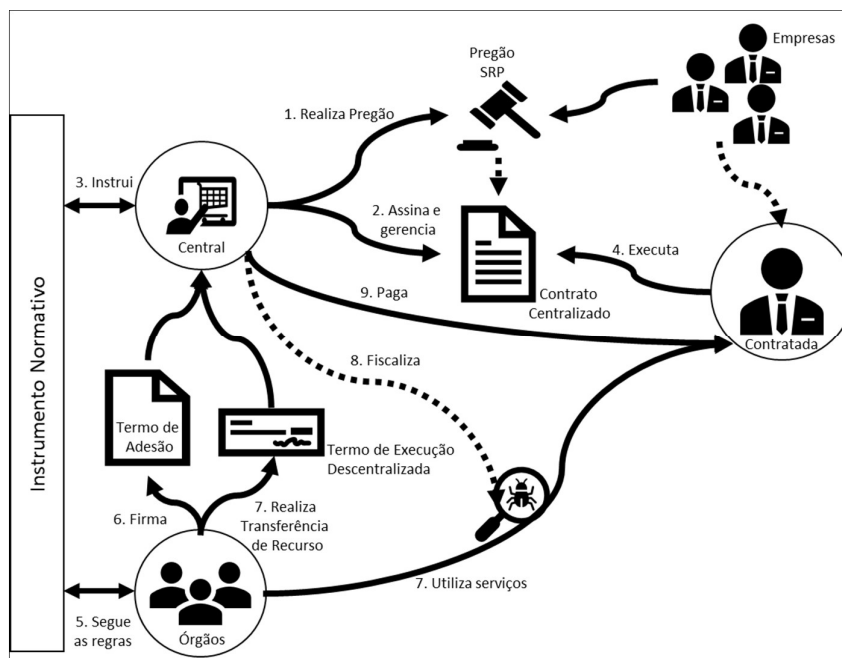 Empresas
Pregão
SRP
1. Realiza Pregão
3. Instrui
2. Assina e
gerencia
Central
4. Executa
9. Paga
Contrato
Centralizado
Contratada
Instrumento Normativo
8. Fiscaliza
Termo de
Adesão
Termo de Execução
Descentralizada
6. Firma
7. Realiza
Transferência
de Recurso
7. Utiliza serviços
5. Segue
as regras
Órgãos